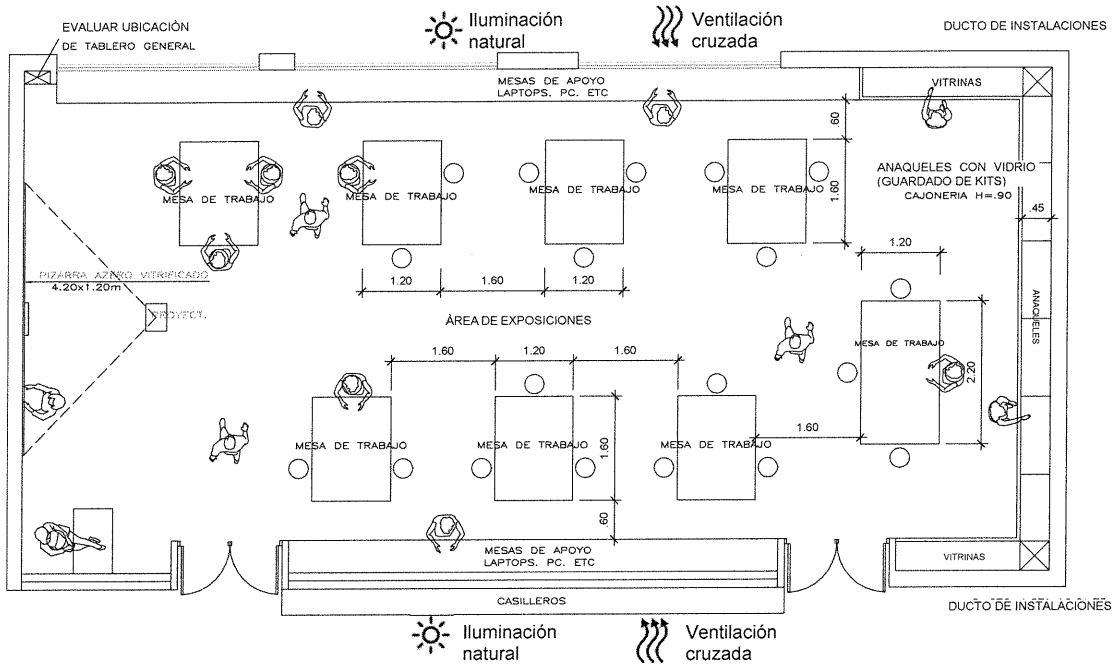 EVALUAR UBICACIÒN
DE TABLERO GENERAL
Iluminación
natural
Ventilación
cruzada
DUCTO DE INSTALACIONES
MESAS DE APOYO
LAPTOPS. PC. ETC
VITRINAS
.60
MESA DE TRABAJO
MESA DE TRABAJO
MESA DE TRABAJO
MESA DE TRABAJO
1.60
ANAQUELES CON VIDRIO
(GUARDADO DE KITS)
CAJONERIA H=.90
.45
1.20
PIZARRA AZERO VITRIFICADO
4.20x1.20m
PROYECT.
1.20
1.60
1.20
ÀREA DE EXPOSICIONES
ANAQUELES
MESA DE TRABAJO
2.20
1.60
1.20
1.60
1.60
MESA DE TRABAJO
MESA DE TRABAJO
MESA DE TRABAJO
1.60
.60
MESAS DE APOYO
LAPTOPS. PC. ETC
VITRINAS
CASILLEROS
DUCTO DE INSTALACIONES
Iluminación
natural
Ventilación
cruzada